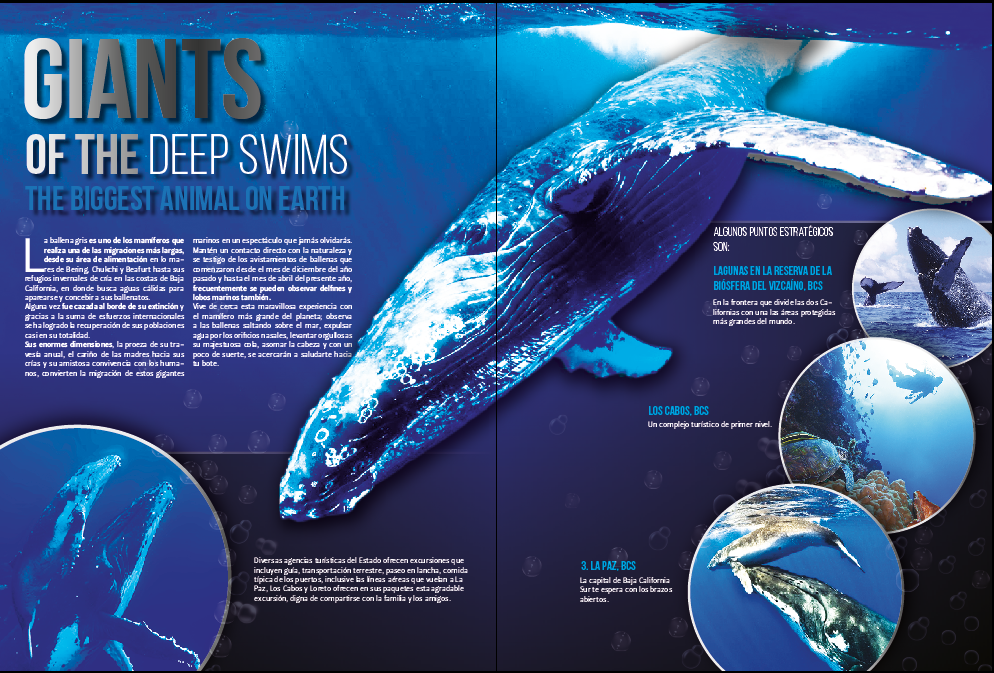 GIANTS
OF THE DEEP SWIMS
THE BIGGEST ANIMAL ON EARTH
La ballena gris es uno de los mamíferos que
realiza una de las migraciones más largas,
desde su área de alimentación en lo ma-
res de Bering, Chukchi y Beafurt hasta sus
refugios invernales de cría en las costas de Baja
California, en donde busca aguas cálidas para
aparearse y concebir a sus ballenatos.
Alguna vez fue cazada al borde de su extinción y
gracias a la suma de esfuerzos internacionales
se ha logrado la recuperación de sus poblaciones
casi en su totalidad.
Sus enormes dimensiones, la proeza de su tra-
vesía anual, el cariño de las madres hacia sus
crías y su amistosa convivencia con los huma-
nos, convierten la migración de estos gigantes
marinos en un espectáculo que jamás olvidarás.
Mantén un contacto directo con la naturaleza y
se testigo de los avistamientos de ballenas que
comenzaron desde el mes de diciembre del año
pasado y hasta el mes de abril del presente año,
frecuentemente se pueden observar delfines y
lobos marinos también.
Vive de cerca esta maravillosa experiencia con
el mamífero más grande del planeta; observa
a las ballenas saltando sobre el mar, expulsar
agua por los orificios nasales, levantar orgullosas
su majestuosa cola, asomar la cabeza y con un
poco de suerte, se acercarán a saludarte hacia
tu bote.
Diversas agencias turísticas del Estado ofrecen excursiones que
incluyen guía, transportación terrestre, paseo en lancha, comida
típica de los puertos, inclusive las líneas aéreas que vuelan a La
Paz, Los Cabos y Loreto ofrecen en sus paquetes esta agradable
excursión, digna de compartirse con la familia y los amigos.
ALGUNOS PUNTOS ESTRATÉGICOS
SON:
LAGUNAS EN LA RESERVA DE LA
BIÓSFERA DEL VIZCAÍNO, BCS
En la frontera que divide las dos Ca-
lifornias con una las áreas protegidas
más grandes del mundo.
LOS CABOS, BCS
Un complejo turístico de primer nivel.
3. LA PAZ, BCS
La capital de Baja California
Sur te espera con los brazos
abiertos.